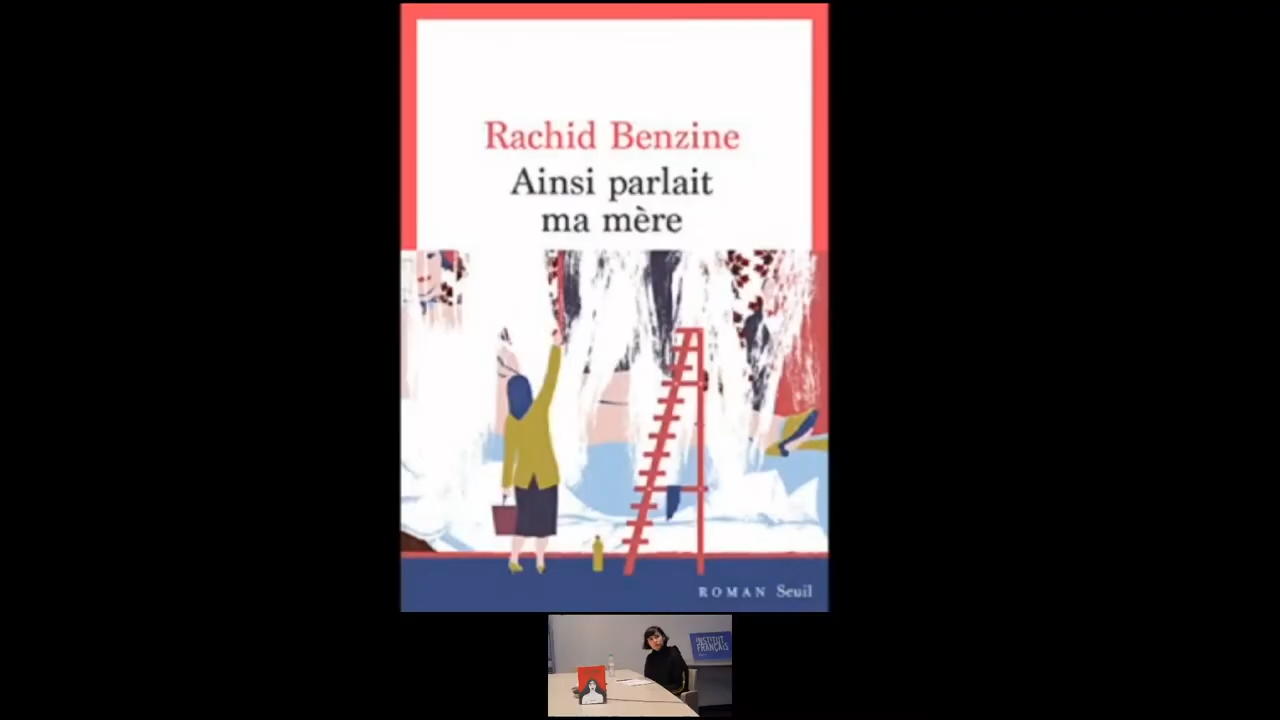 Rachid Benzine
Ainsi parlait
ma mère
ROMAN Seuil
INSTITUT
FRANÇAIS